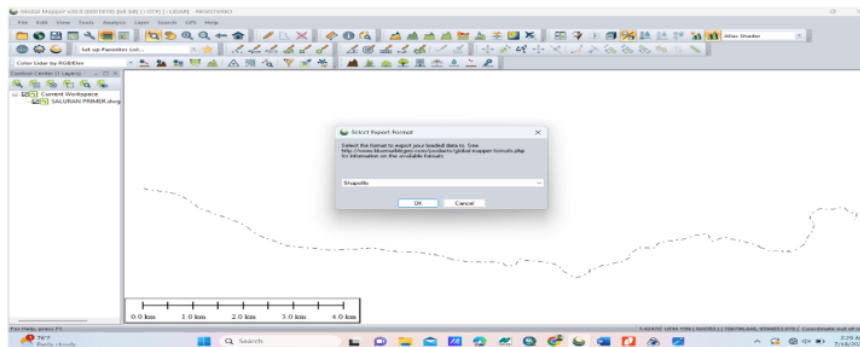 File Edit View Tools Analysis Layer Search GPS Help
Set up Favorites List...
Atlas Shader
Color Lidar by RGB/Elev
Control Center (1 Layers)
Current Workspace
SALURAN PRIMER.dwg
Select Export Format
Select the format to export your loaded data to. See
http://www.bluemarblegeo.com/products/global-mapper-formats.php
for information on the available formats
Shapefile
OK Cancel
0.0 km 1.0 km 2.0 km 3.0 km 4.0 km
For Help, press F1
76°F
Partly cloudy
Search